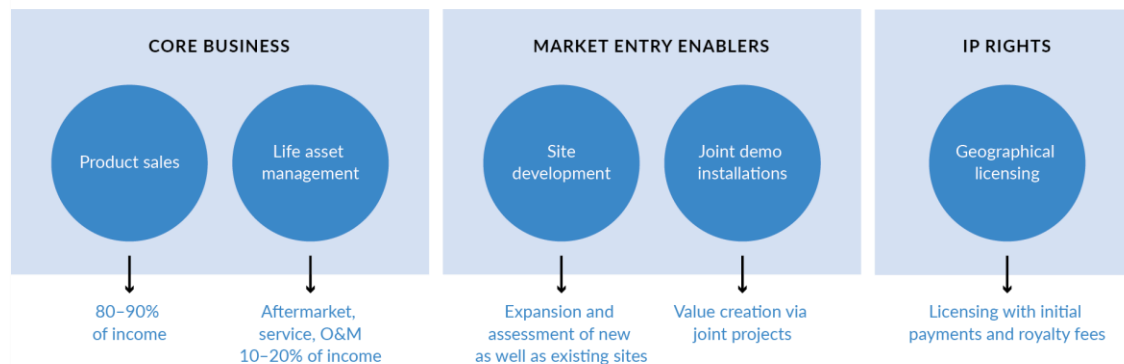 CORE BUSINESS
Product sales
Life asset
management
80–90%
of income
Aftermarket,
service, O&M
10–20% of income
MARKET ENTRY ENABLERS
Site
development
Joint demo
installations
Expansion and
assessment of new
as well as existing sites
Value creation via
joint projects
IP RIGHTS
Geographical
licensing
Licensing with initial
payments and royalty fees